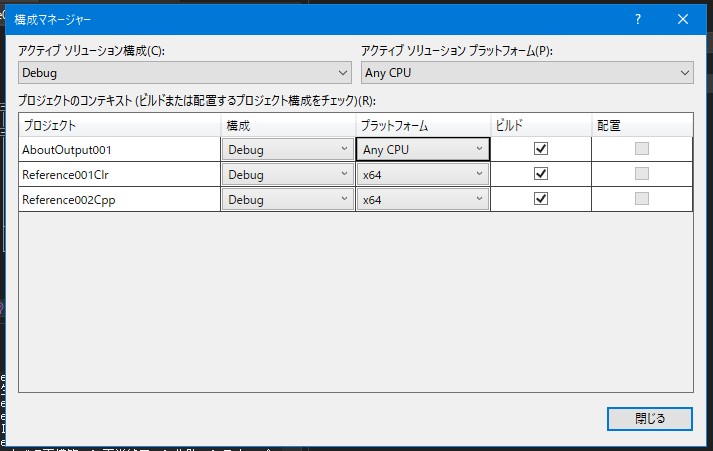 構成マネージャー
アクティブ ソリューション構成(C):
アクティブ ソリューション プラットフォーム(P):
Debug
Any CPU
プロジェクトのコンテキスト (ビルドまたは配置するプロジェクト構成をチェック)(R):
プロジェクト 構成 プラットフォーム ビルド 配置
AboutOutput001 Debug Any CPU
Reference001Clr Debug x64
Reference002Cpp Debug x64
閉じる